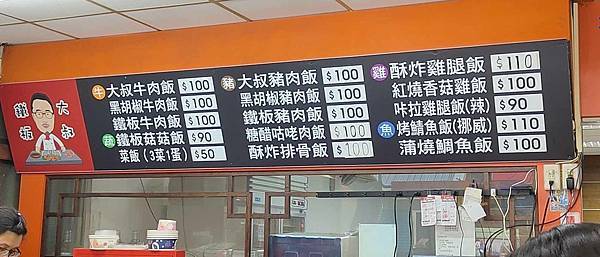 大叔
鐵板
牛 大叔牛肉飯 $100
黑胡椒牛肉飯 $100
鐵板牛肉飯 $100
蔬 鐵板菇菇飯 $90
菜飯(3菜1蛋) $50
豬 大叔豬肉飯 $100
黑胡椒豬肉飯 $100
鐵板豬肉飯 $100
糖醋咕咾肉飯 $100
酥炸排骨飯 $100
雞 酥炸雞腿飯 $110
紅燒香菇雞飯 $100
咔拉雞腿飯(辣) $90
魚 烤鯖魚飯(挪威) $110
蒲燒鯛魚飯 $100